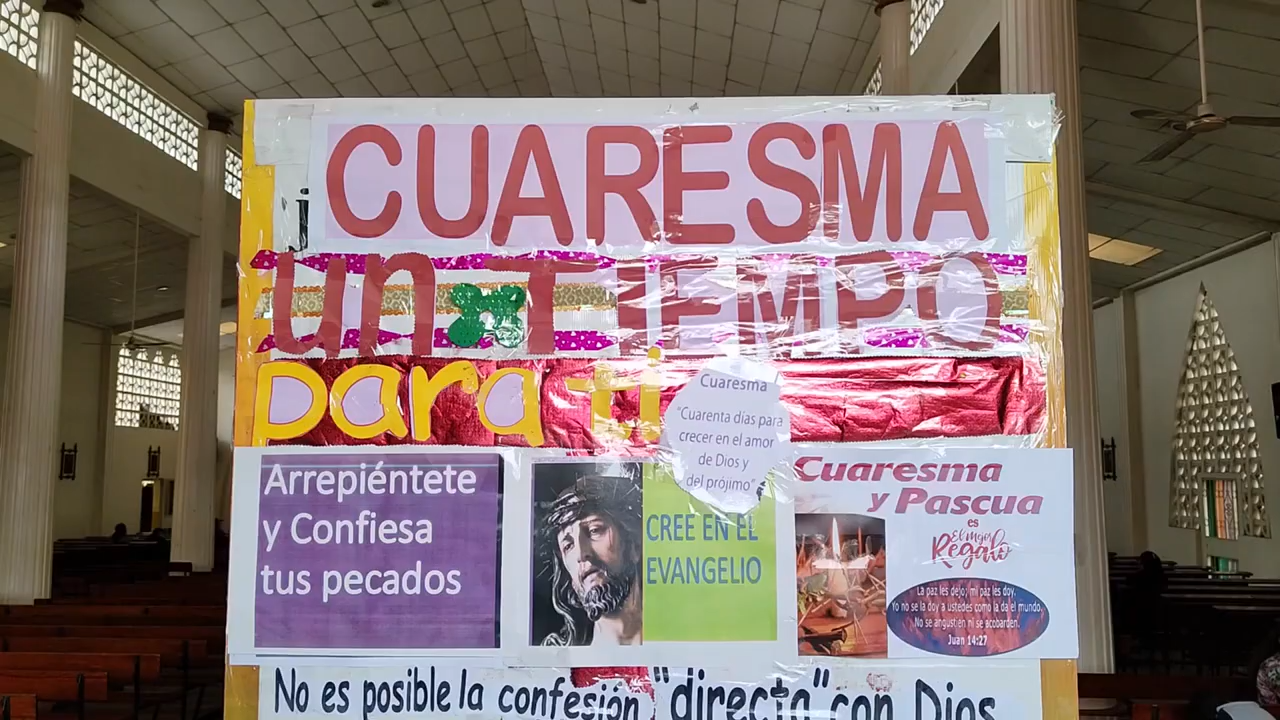 CUARESMA
un TIEMPO
para ti
Cuaresma
"Cuarenta días para
crecer en el amor
de Dios y
del prójimo"
Arrepiéntete
y Confiesa
tus pecados
CREE EN EL
EVANGELIO
Cuaresma
y Pascua
es
El mejor
Regalo
La paz les dejo; mi paz les doy.
Yo no se la doy a ustedes como la da el mundo.
No se angustien ni se acobarden.
Juan 14:27
No es posible la confesión "directa" con Dios